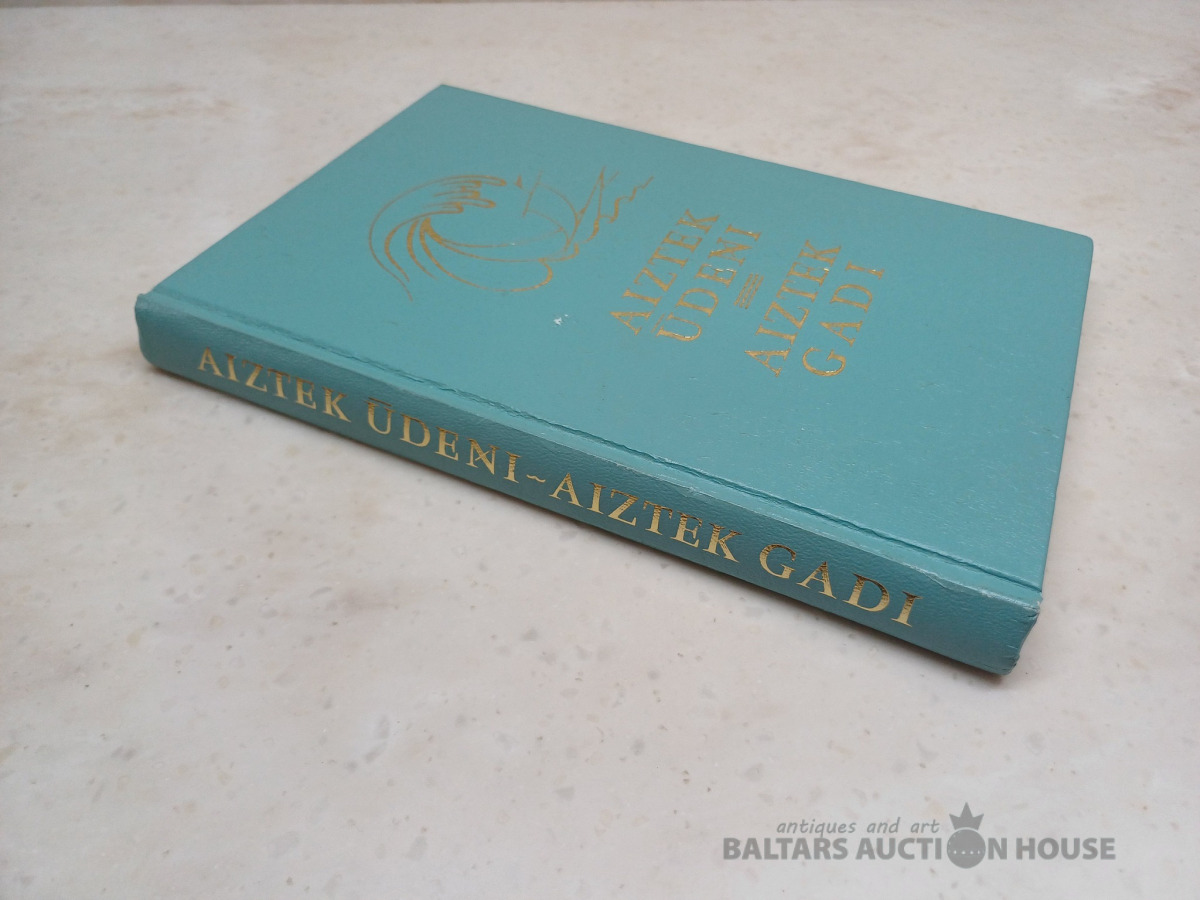 AIZTEK
ŪDEŅI
AIZTEK
GADI
AIZTEK ŪDEŅI ~ AIZTEK GADI
antiques and art
BALTARS AUCTION HOUSE